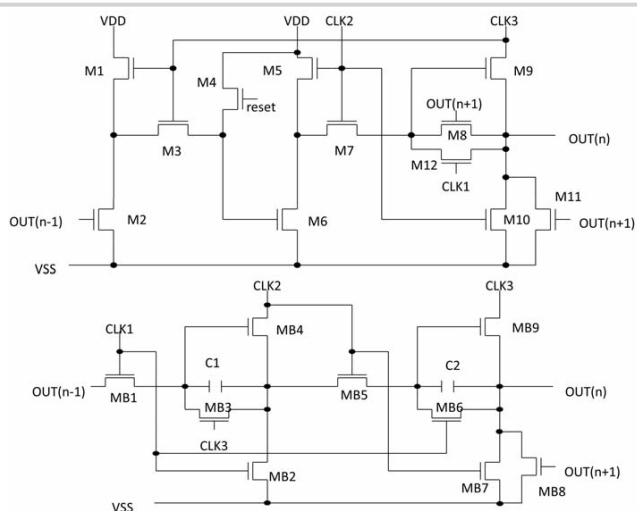 VDD VDD CLK2 CLK3
M1 M4 M5 M9
reset OUT(n+1)
M3 M7 M8 OUT(n)
M12
CLK1
M11
OUT(n-1) M2 M6 M10 OUT(n+1)
VSS
CLK2 CLK3
CLK1 MB4 MB9
C1 C2
OUT(n-1) MB1 MB3 MB5 MB6 OUT(n)
CLK3
MB2 MB7 MB8 OUT(n+1)
VSS